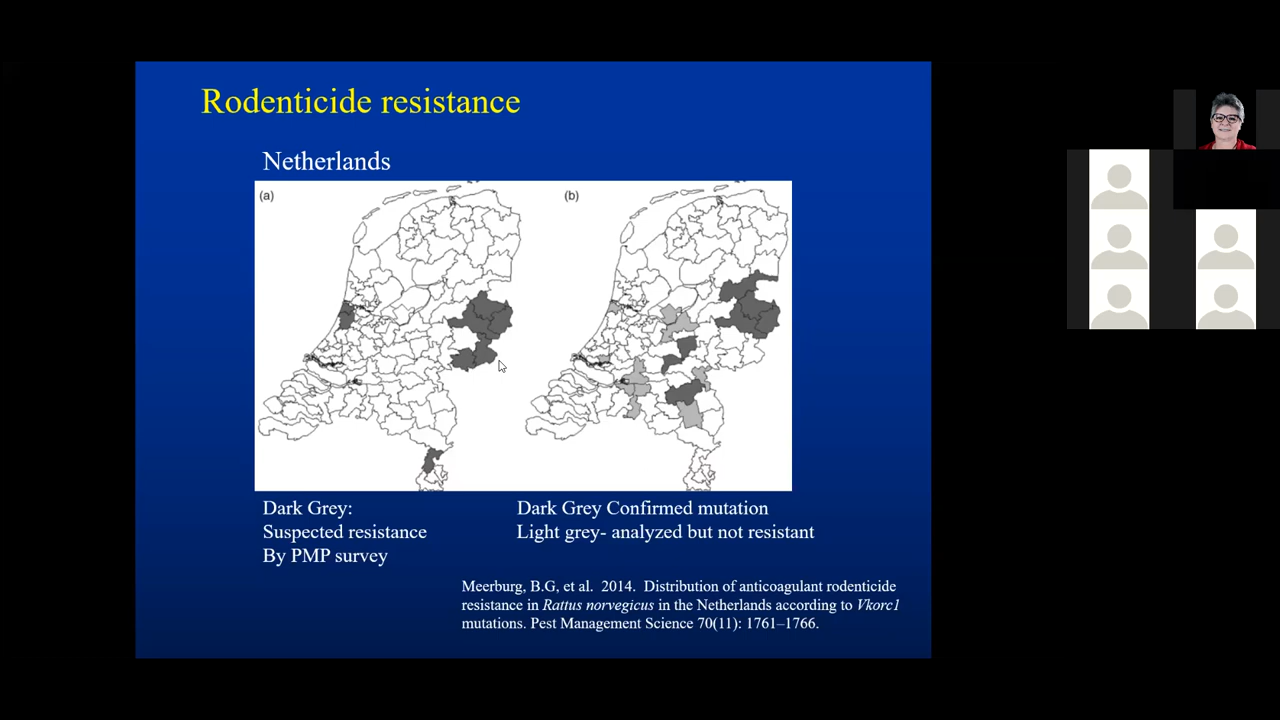 Rodenticide resistance
Netherlands
(a)
(b)
Dark Grey:
Suspected resistance
By PMP survey
Dark Grey Confirmed mutation
Light grey- analyzed but not resistant
Meerburg, B.G, et al.  2014.  Distribution of anticoagulant rodenticide
resistance in Rattus norvegicus in the Netherlands according to Vkorc1
mutations. Pest Management Science 70(11): 1761–1766.